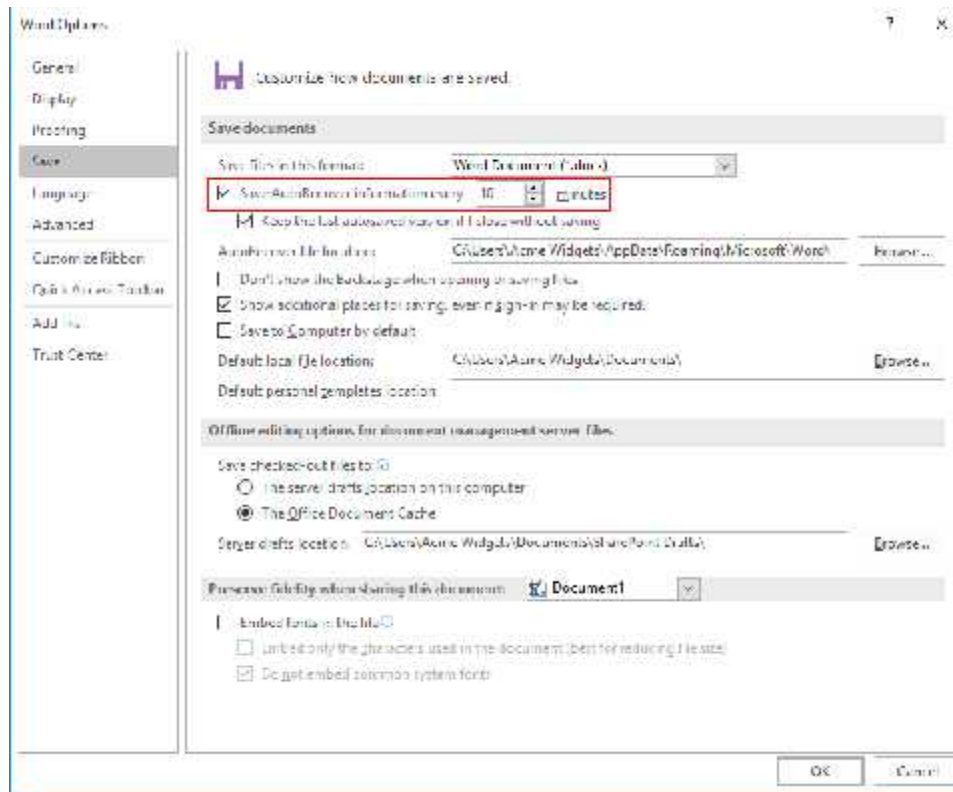 Word Options ? X
General
Display
Proofing
Save
Language
Advanced
Customize Ribbon
Quick Access Toolbar
Add-ins
Trust Center
Customize how documents are saved.
Save documents
Save files in this format: Word Document (*.docx)
Save AutoRecover information every 10 minutes
Keep the last autosaved version if I close without saving
AutoRecover file location: C:\Users\Acme Widgets\AppData\Roaming\Microsoft\Word\ Browse...
Don't show the Backstage when opening or saving files
Show additional places for saving, even if sign-in may be required.
Save to Computer by default
Default local file location: C:\Users\Acme Widgets\Documents\ Browse...
Default personal templates location
Offline editing options for document management server files
Save checked-out files to:
The server drafts location on this computer
The Office Document Cache
Server drafts location: C:\Users\Acme Widgets\Documents\SharePoint Drafts\ Browse...
Preserve fidelity when sharing this document: Document1
Embed fonts in the file
Embed only the characters used in the document (best for reducing file size)
Do not embed common system fonts
OK Cancel